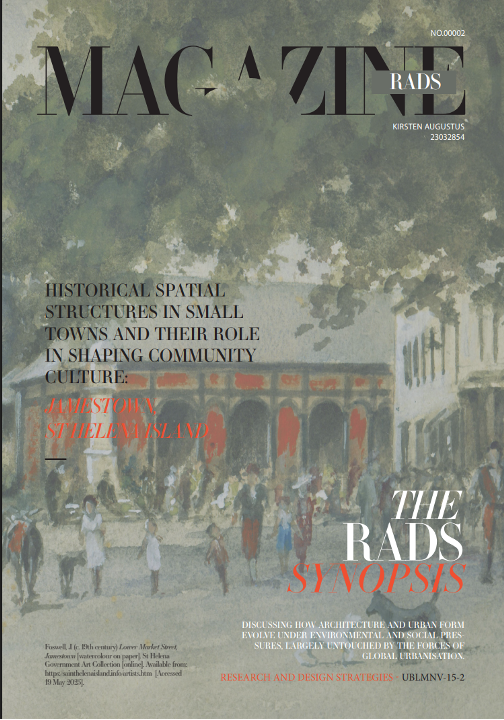 NO.00002
MAGAZINE
RADS
KIRSTEN AUGUSTUS
23032854
HISTORICAL SPATIAL
STRUCTURES IN SMALL
TOWNS AND THEIR ROLE
IN SHAPING COMMUNITY
CULTURE:
JAMESTOWN,
ST HELENA ISLAND
THE
RADS
SYNOPSIS
DISCUSSING HOW ARCHITECTURE AND URBAN FORM
EVOLVE UNDER ENVIRONMENTAL AND SOCIAL PRES-
SURES, LARGELY UNTOUCHED BY THE FORCES OF
GLOBAL URBANISATION.
Foswell, J (c. 19th century) Lower Market Street,
Jamestown [watercolour on paper]. St Helena
Government Art Collection [online]. Available from:
https://sainthelenaisland.info/artists.htm [Accessed
19 May 2025].
RESEARCH AND DESIGN STRATEGIES - UBLMNV-15-2